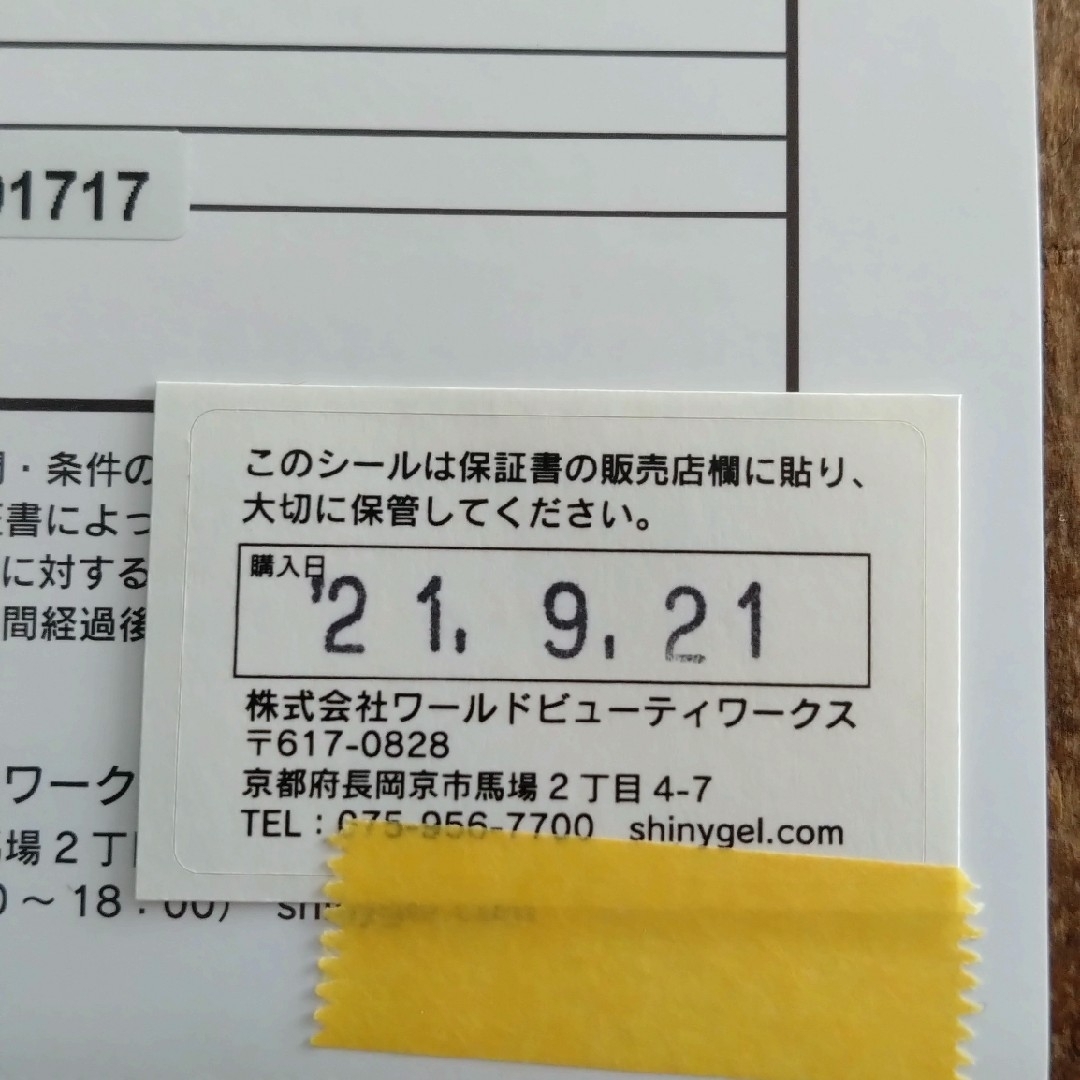 01717
・条件の
証書によっ
に対する
間経過後
ワーク
馬場2丁
0～18:00) shinygel.com
このシールは保証書の販売店欄に貼り、
大切に保管してください。
購入日
'21. 9. 21
株式会社ワールドビューティワークス
〒617-0828
京都府長岡京市馬場2丁目4-7
TEL：075-956-7700 shinygel.com